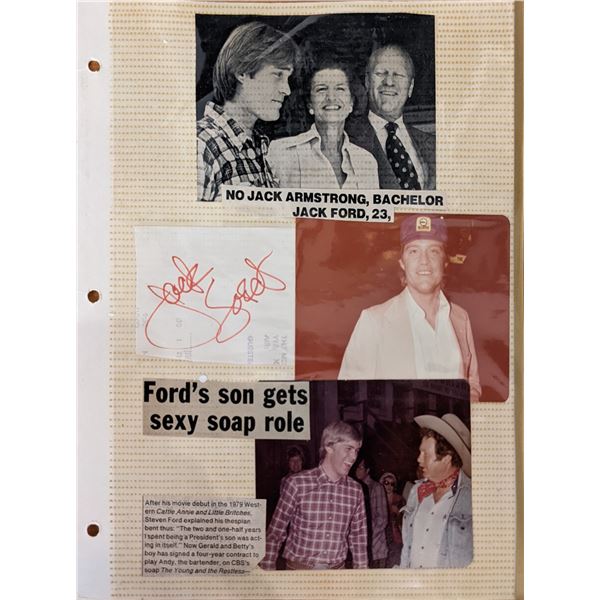 NO JACK ARMSTRONG, BACHELOR
JACK FORD, 23,
Jack Ford
Ford's son gets
sexy soap role
After his movie debut in the 1979 West-
ern Cattle Annie and Little Britches,
Steven Ford explained his thespian
bent thus: "The two and one-half years
I spent being a President's son was act-
ing in itself." Now Gerald and Betty's
boy has signed a four-year contract to
play Andy, the bartender, on CBS's
soap The Young and the Restless—